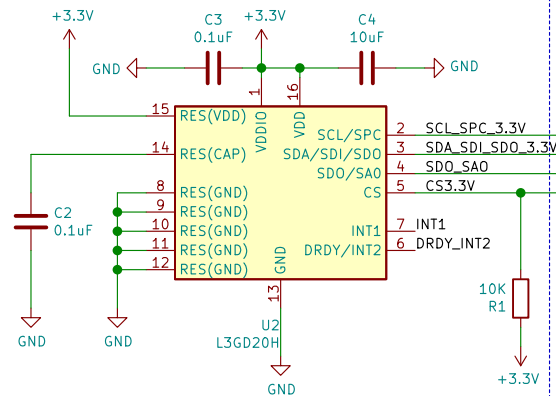 +3.3V
C3
0.1uF
+3.3V
C4
10uF
GND
GND
1
16
15
RES(VDD)
VDDIO
VDD
2
SCL/SPC
SCL_SPC_3.3V
14
RES(CAP)
3
SDA/SDI/SDO
SDA_SDI_SDO_3.3V
4
SDO/SA0
SDO_SAO
8
RES(GND)
5
CS
CS3.3V
9
RES(GND)
C2
0.1uF
10
RES(GND)
7
INT1
INT1
11
RES(GND)
6
DRDY/INT2
DRDY_INT2
12
RES(GND)
GND
13
10K
R1
U2
L3GD20H
GND
GND
GND
+3.3V